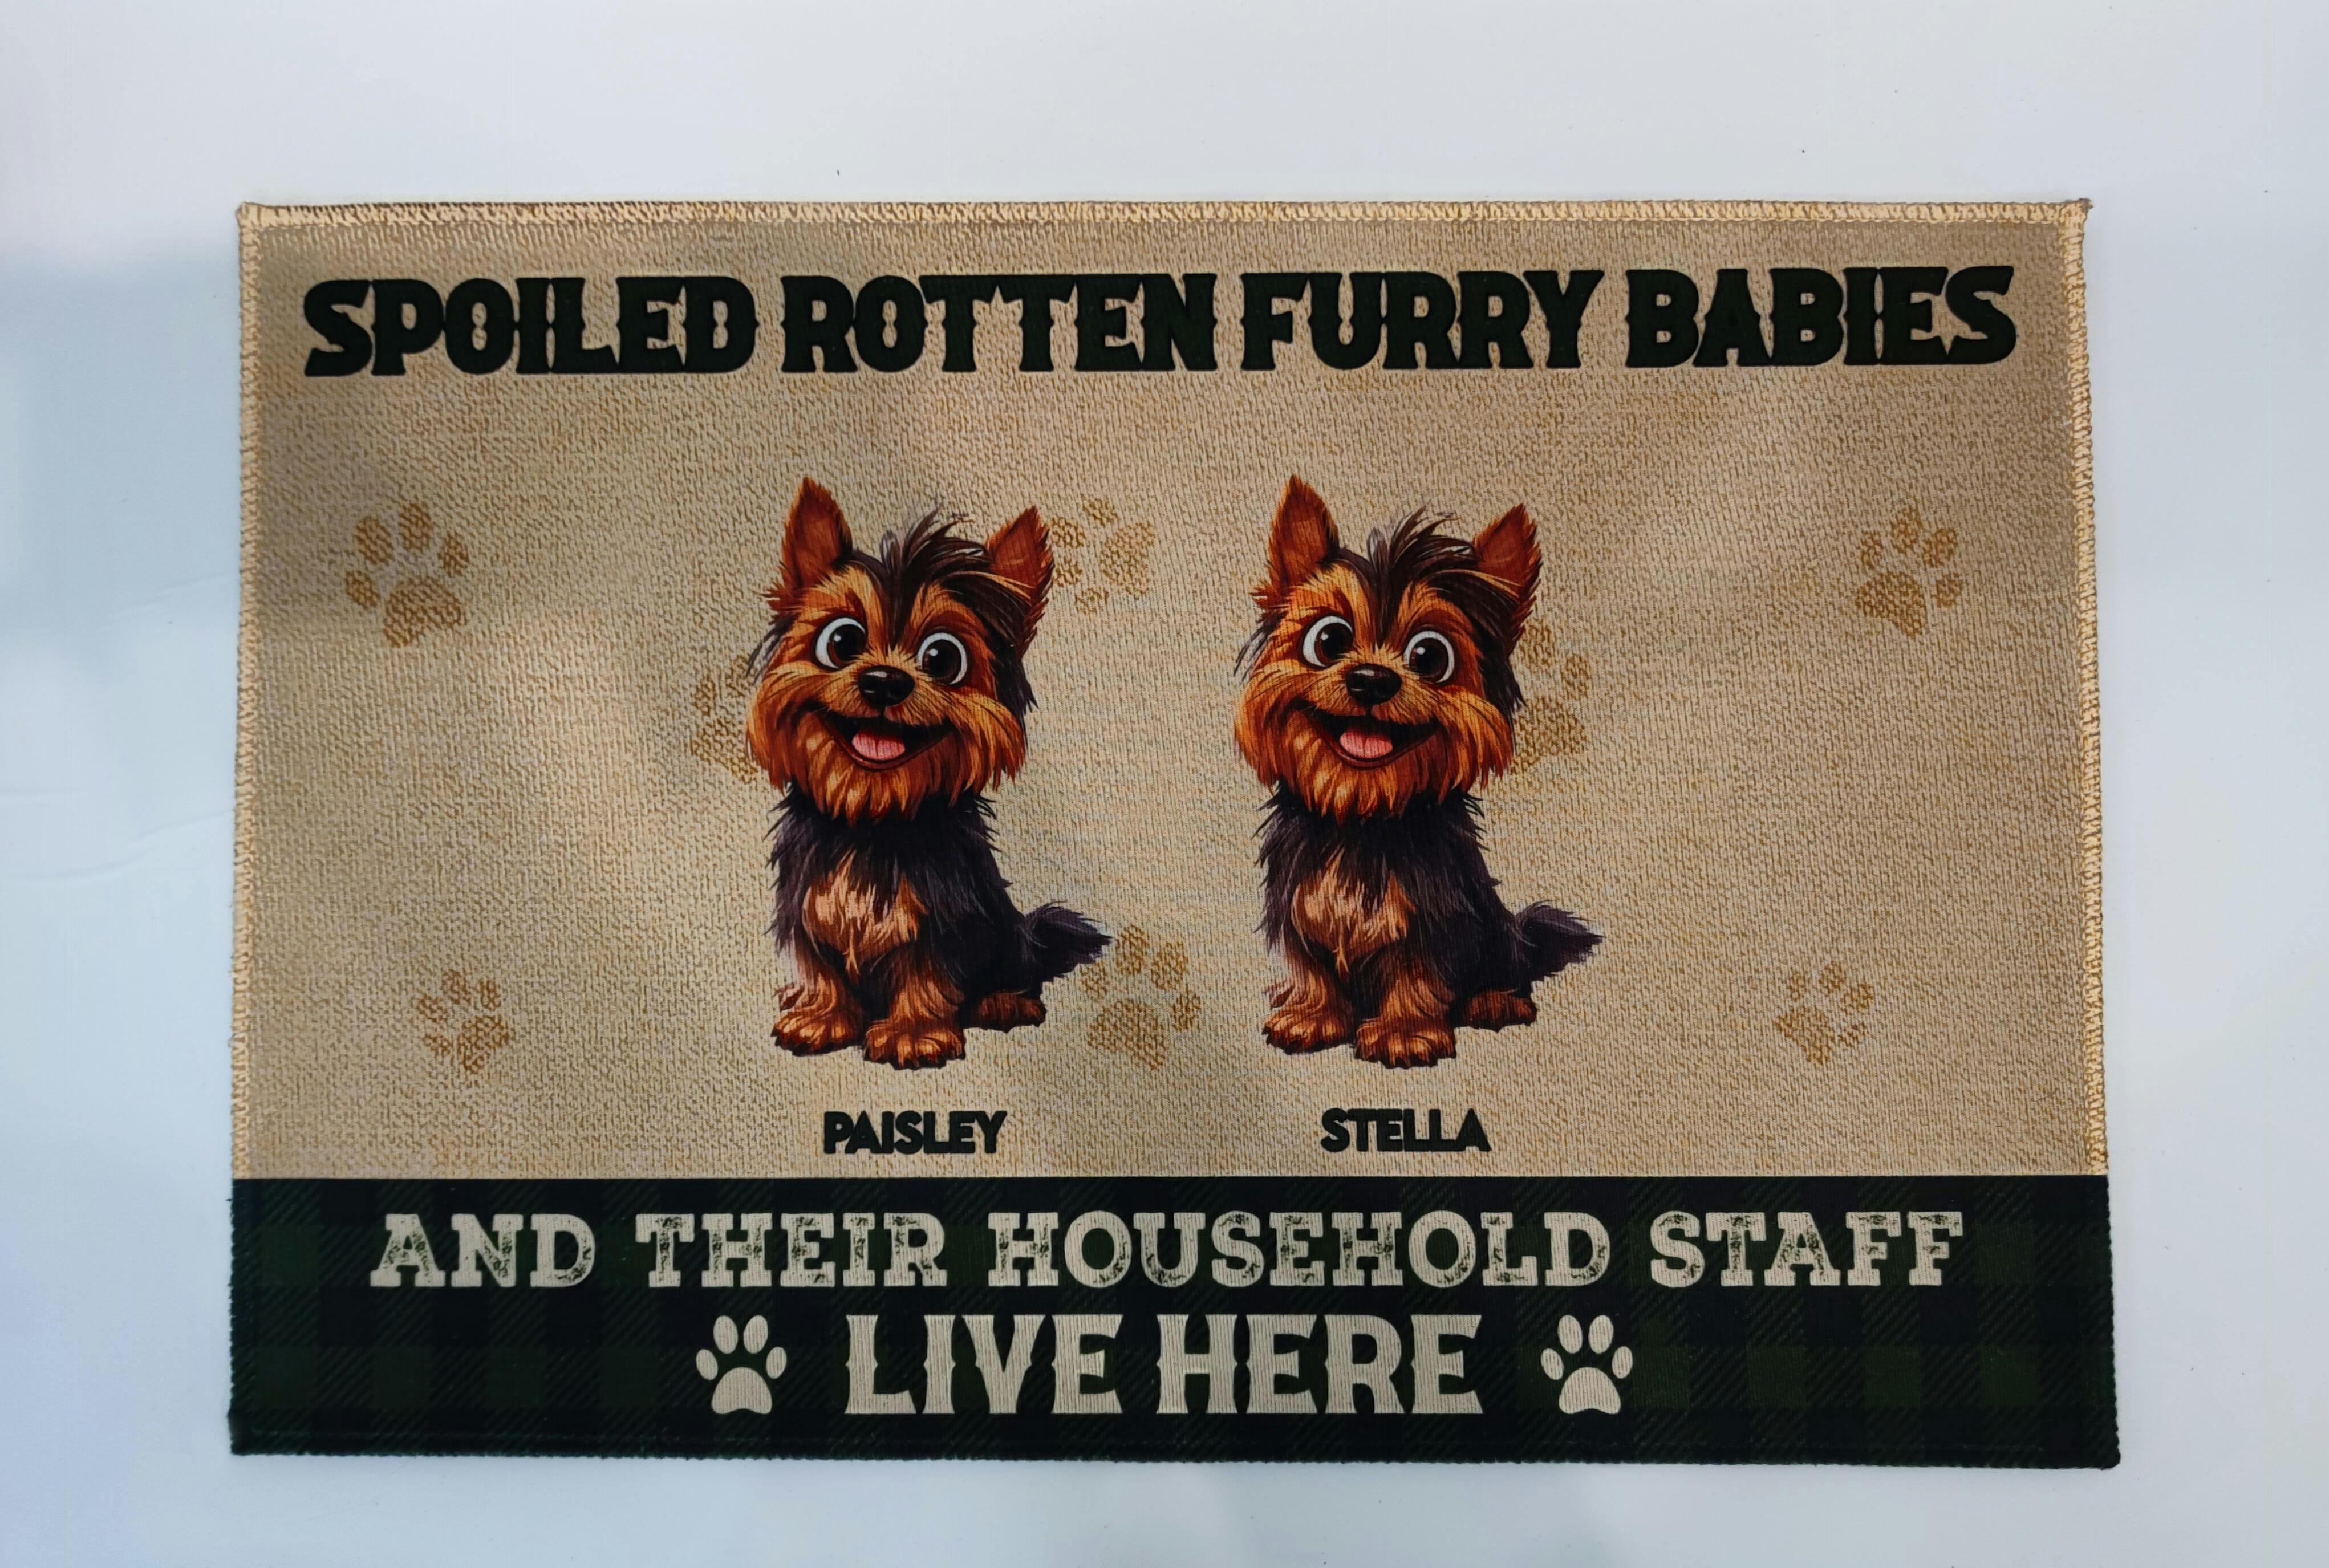 SPOILED ROTTEN FURRY BABIES
PAISLEY STELLA
AND THEIR HOUSEHOLD STAFF
LIVE HERE